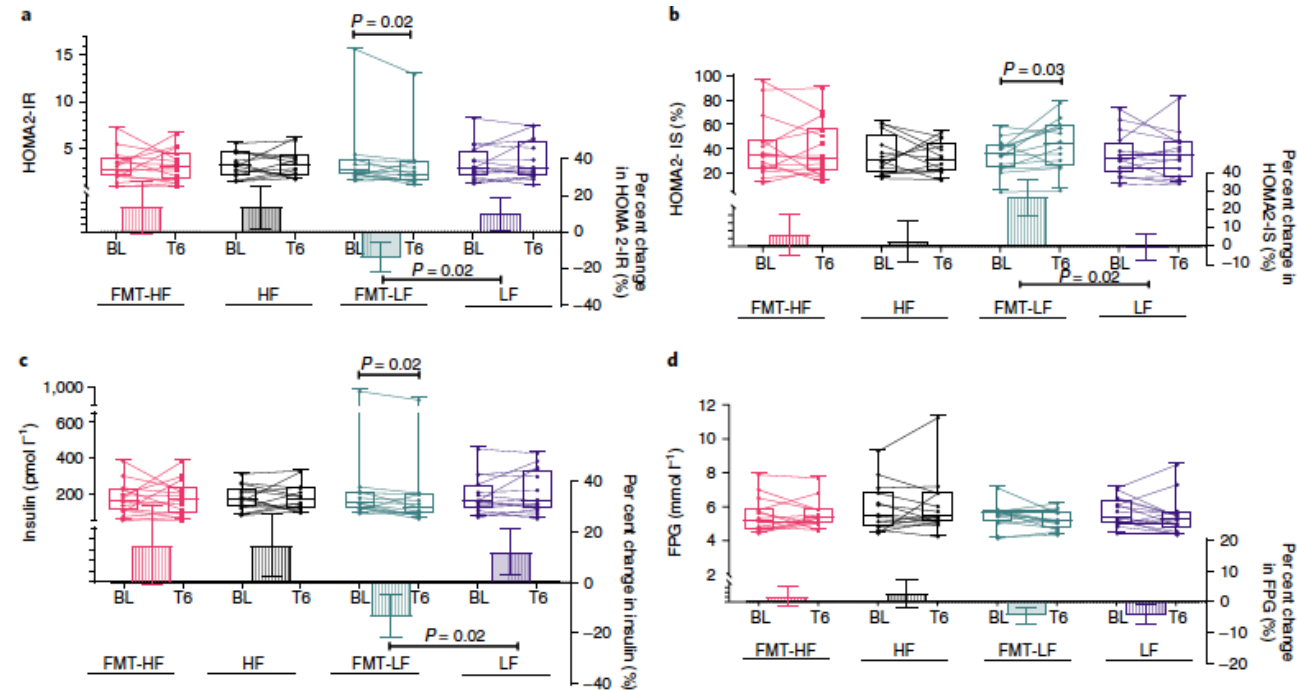 a
P = 0.02
HOMA2-IR
15
10
5
40
20
0
−20
−40
Per cent change
in HOMA 2-IR (%)
BL T6 BL T6 BL T6 BL T6
P = 0.02
FMT-HF HF FMT-LF LF
b
P = 0.03
HOMA2- IS (%)
100
80
60
40
20
40
30
20
10
0
−10
Per cent change in
HOMA2-IS (%)
BL T6 BL T6 BL T6 BL T6
P = 0.02
FMT-HF HF FMT-LF LF
c
P = 0.02
Insulin (pmol l−1)
1,000
600
400
200
40
20
0
−20
−40
Per cent change in insulin (%)
BL T6 BL T6 BL T6 BL T6
P = 0.02
FMT-HF HF FMT-LF LF
d
FPG (mmol l−1)
12
10
8
6
4
2
20
10
0
−10
−20
Per cent change
in FPG (%)
BL T6 BL T6 BL T6 BL T6
FMT-HF HF FMT-LF LF